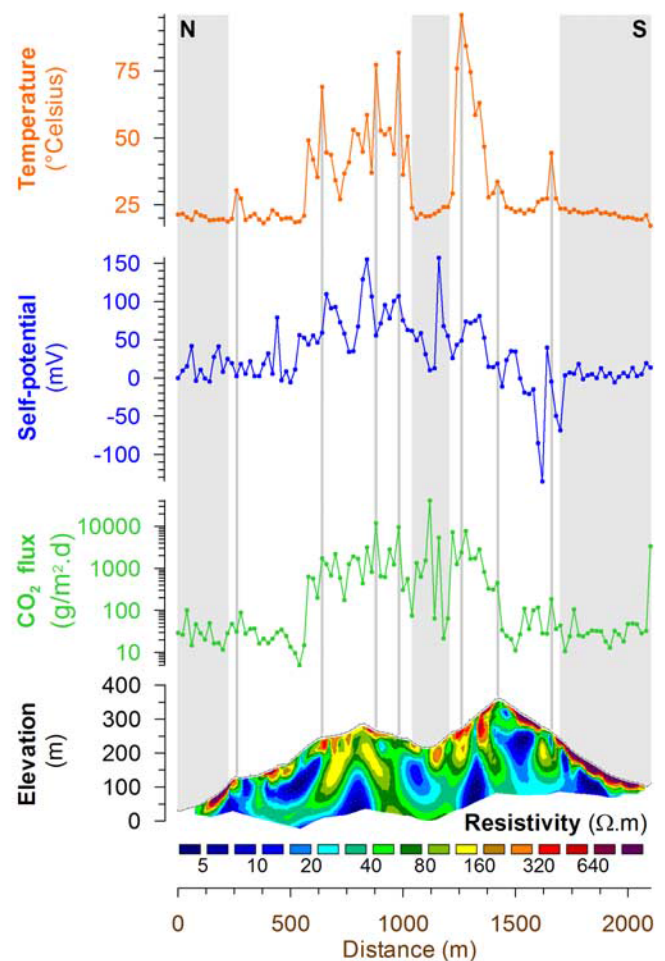 N
S
Temperature
(°Celsius)
75
50
25
Self-potential
(mV)
150
100
50
0
-50
-100
CO₂ flux
(g/m².d)
10000
1000
100
10
Elevation
(m)
400
300
200
100
0
Resistivity (Ω.m)
5 10 20 40 80 160 320 640
0 500 1000 1500 2000
Distance (m)